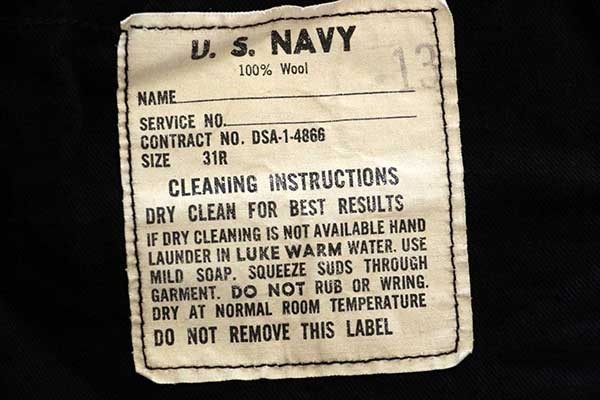 U. S. NAVY
100% Wool
13
NAME
SERVICE NO.
CONTRACT NO. DSA-1-4866
SIZE 31R
CLEANING INSTRUCTIONS
DRY CLEAN FOR BEST RESULTS
IF DRY CLEANING IS NOT AVAILABLE HAND
LAUNDER IN LUKE WARM WATER. USE
MILD SOAP. SQUEEZE SUDS THROUGH
GARMENT. DO NOT RUB OR WRING.
DRY AT NORMAL ROOM TEMPERATURE
DO NOT REMOVE THIS LABEL